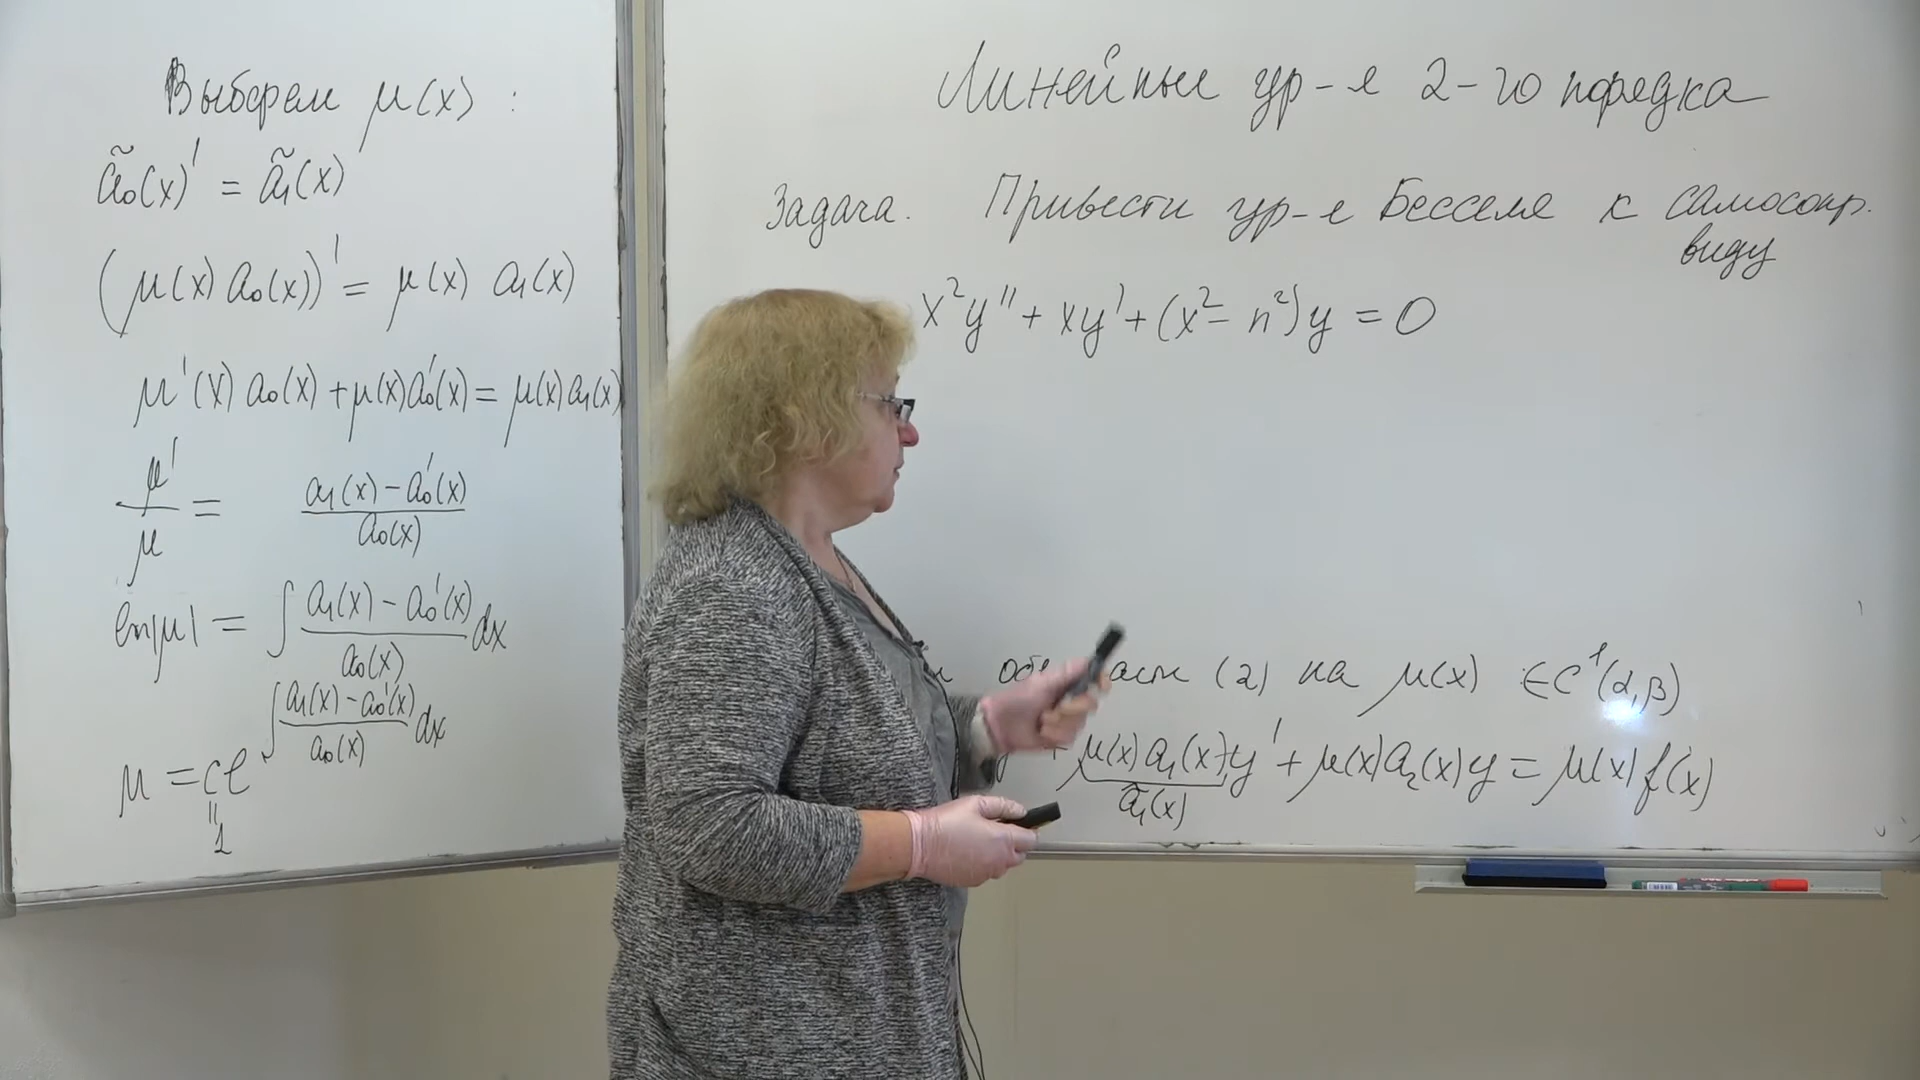 Выберем μ(x) :
ã₀(x)' = ã₁(x)
(μ(x) a₀(x))' = μ(x) a₁(x)
μ'(x) a₀(x) + μ(x)a₀'(x) = μ(x)a₁(x)
μ'/μ = (a₁(x) - a₀'(x))/a₀(x)
ln|μ| = ∫ (a₁(x) - a₀'(x))/a₀(x) dx
μ = c e^(∫ (a₁(x) - a₀'(x))/a₀(x) dx)
||
1
Линейные ур-я 2-го порядка
Задача. Привести ур-е Бесселя к самосопр.
виду
x²y'' + xy' + (x² - n²)y = 0
(2) на μ(x) ∈ C¹(α, β)
+ μ(x)a₁(x)y' + μ(x)a₂(x)y = μ(x)f(x)
ã₁(x)